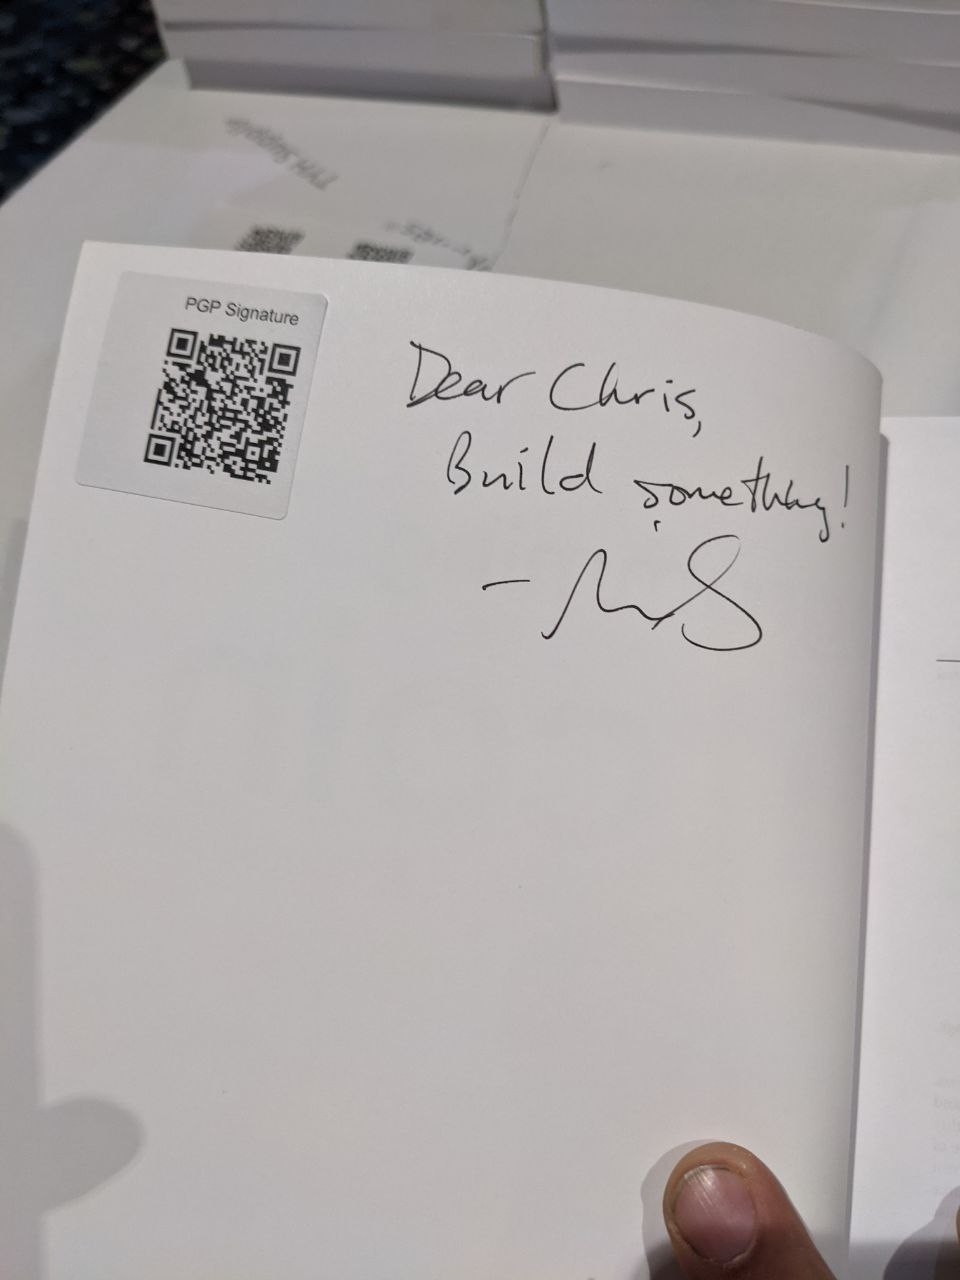 PGP Signature
Dear Chris,
Build something!